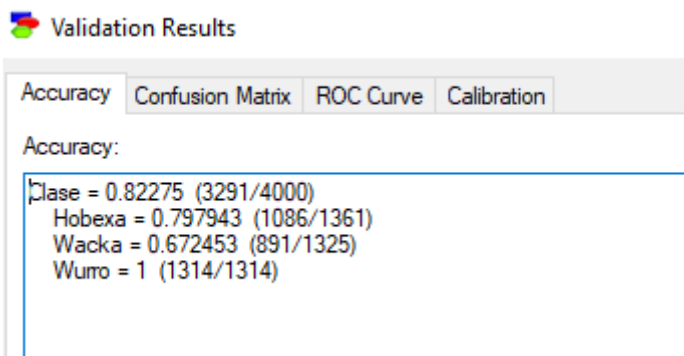 Validation Results
Accuracy Confusion Matrix ROC Curve Calibration
Accuracy:
Clase = 0.82275 (3291/4000)
Hobexa = 0.797943 (1086/1361)
Wacka = 0.672453 (891/1325)
Wurro = 1 (1314/1314)